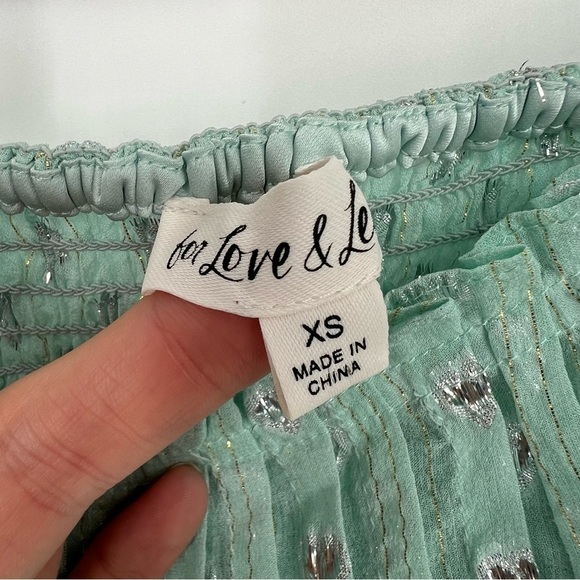 for Love & Le
XS
MADE IN
CHINA